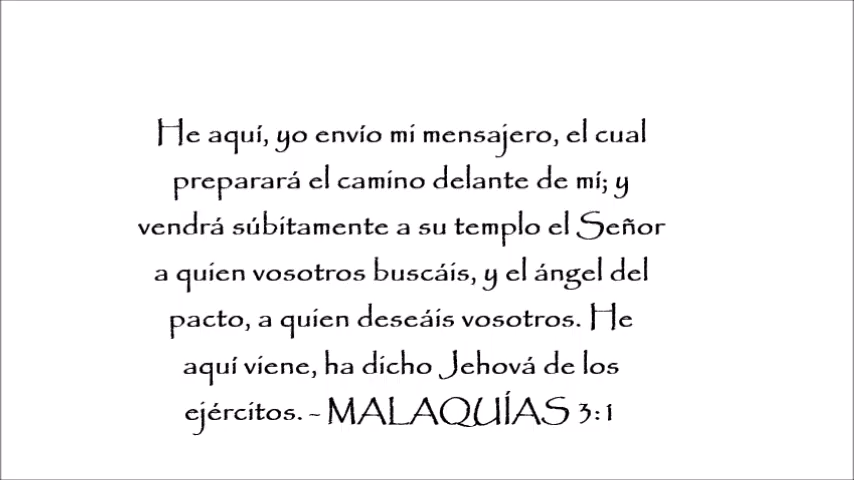 He aquí, yo envío mi mensajero, el cual
preparará el camino delante de mí; y
vendrá súbitamente a su templo el Señor
a quien vosotros buscáis, y el ángel del
pacto, a quien deseáis vosotros. He
aquí viene, ha dicho Jehová de los
ejércitos. - MALAQUÍAS 3:1